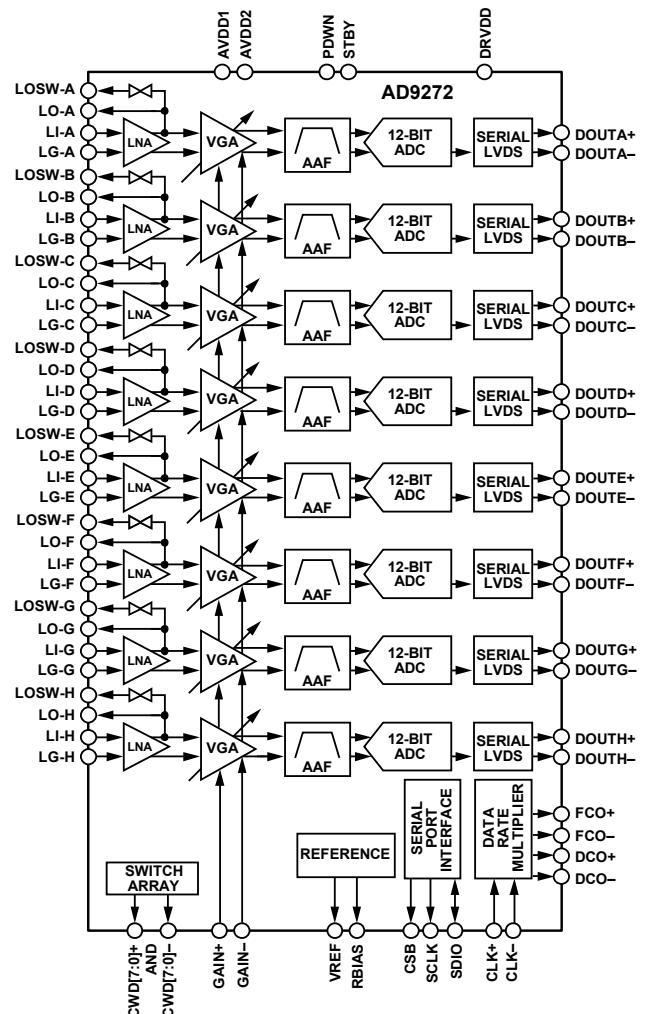 AVDD1
AVDD2
PDWN
STBY
DRVDD
AD9272
LOSW-A
LO-A
LI-A
LG-A
LNA
VGA
AAF
12-BIT
ADC
SERIAL
LVDS
DOUTA+
DOUTA–
LOSW-B
LO-B
LI-B
LG-B
LNA
VGA
AAF
12-BIT
ADC
SERIAL
LVDS
DOUTB+
DOUTB–
LOSW-C
LO-C
LI-C
LG-C
LNA
VGA
AAF
12-BIT
ADC
SERIAL
LVDS
DOUTC+
DOUTC–
LOSW-D
LO-D
LI-D
LG-D
LNA
VGA
AAF
12-BIT
ADC
SERIAL
LVDS
DOUTD+
DOUTD–
LOSW-E
LO-E
LI-E
LG-E
LNA
VGA
AAF
12-BIT
ADC
SERIAL
LVDS
DOUTE+
DOUTE–
LOSW-F
LO-F
LI-F
LG-F
LNA
VGA
AAF
12-BIT
ADC
SERIAL
LVDS
DOUTF+
DOUTF–
LOSW-G
LO-G
LI-G
LG-G
LNA
VGA
AAF
12-BIT
ADC
SERIAL
LVDS
DOUTG+
DOUTG–
LOSW-H
LO-H
LI-H
LG-H
LNA
VGA
AAF
12-BIT
ADC
SERIAL
LVDS
DOUTH+
DOUTH–
SWITCH
ARRAY
REFERENCE
SERIAL
PORT
INTERFACE
DATA
RATE
MULTIPLIER
FCO+
FCO–
DCO+
DCO–
CWD[7:0]+
AND
CWD[7:0]–
GAIN+
GAIN–
VREF
RBIAS
CSB
SCLK
SDIO
CLK+
CLK–